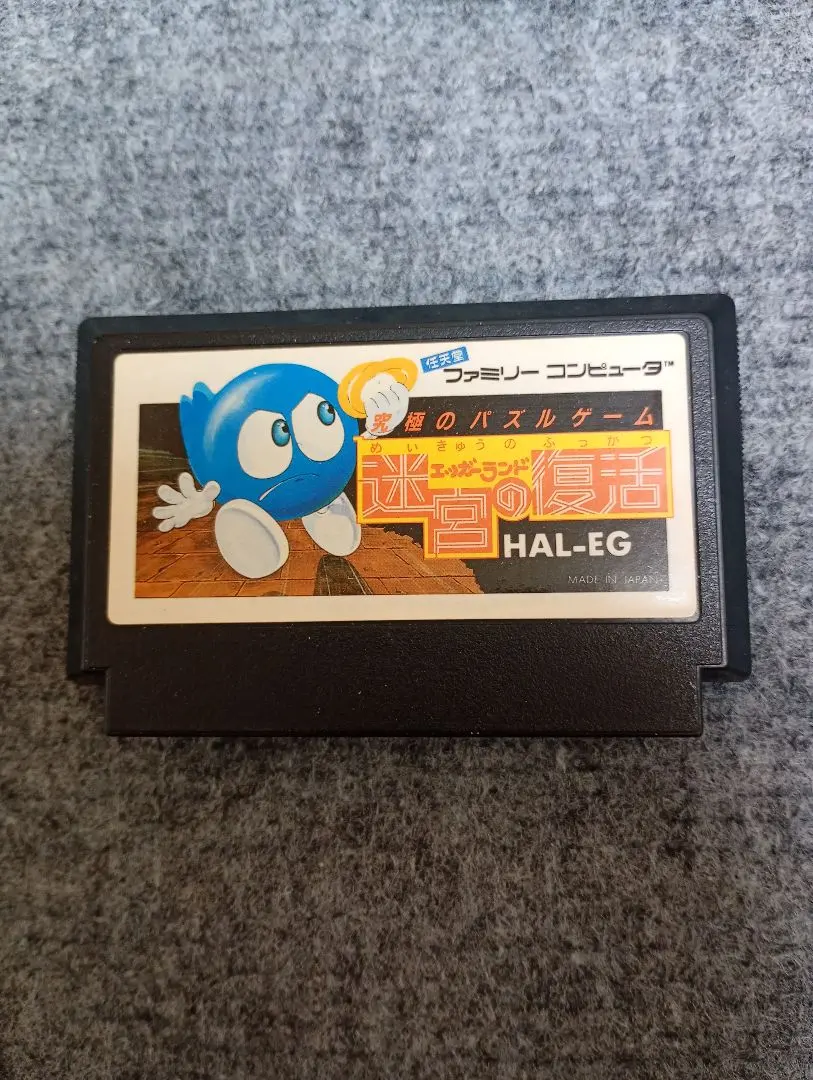 任天堂
ファミリー コンピュータ™
究極のパズルゲーム
めいきゅうのふっかつ
エッガーランド
迷宮の復活
HAL-EG
MADE IN JAPAN